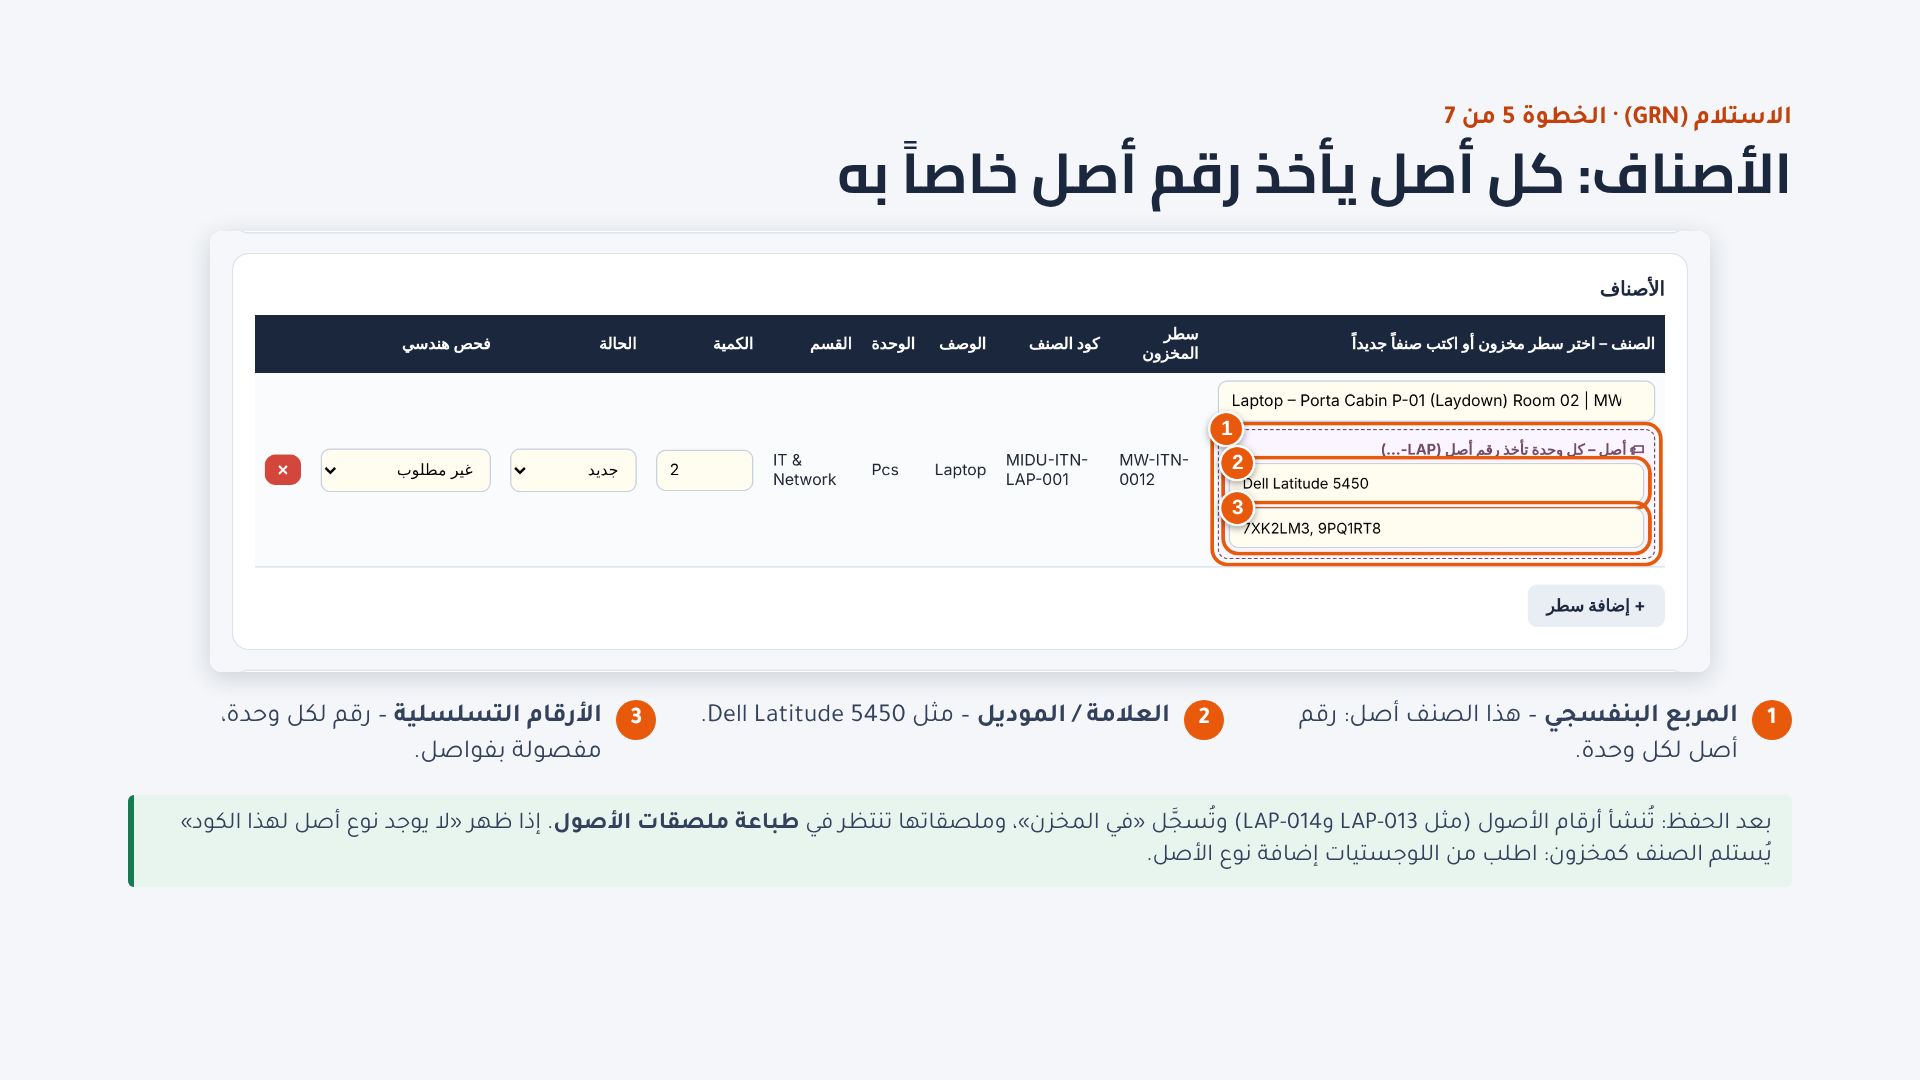 الاستلام (GRN) · الخطوة 5 من 7
الأصناف: كل أصل يأخذ رقم أصل خاصاً به
الأصناف
الصنف – اختر سطر مخزون أو اكتب صنفاً جديداً
سطر المخزون
كود الصنف
الوصف
الوحدة
القسم
الكمية
الحالة
فحص هندسي
Laptop – Porta Cabin P-01 (Laydown) Room 02 | MW
1
أصل – كل وحدة تأخذ رقم أصل (LAP-...)
2
Dell Latitude 5450
3
7XK2LM3, 9PQ1RT8
MW-ITN-0012
MIDU-ITN-LAP-001
Laptop
Pcs
IT & Network
2
جديد
غير مطلوب
×
+ إضافة سطر
1 المربع البنفسجي - هذا الصنف أصل: رقم
أصل لكل وحدة.
2 العلامة / الموديل - مثل Dell Latitude 5450.
3 الأرقام التسلسلية - رقم لكل وحدة،
مفصولة بفواصل.
بعد الحفظ: تُنشأ أرقام الأصول (مثل LAP-013 وLAP-014) وتُسجَّل «في المخزن»، وملصقاتها تنتظر في طباعة ملصقات الأصول. إذا ظهر «لا يوجد نوع أصل لهذا الكود»
يُستلم الصنف كمخزون: اطلب من اللوجستيات إضافة نوع الأصل.